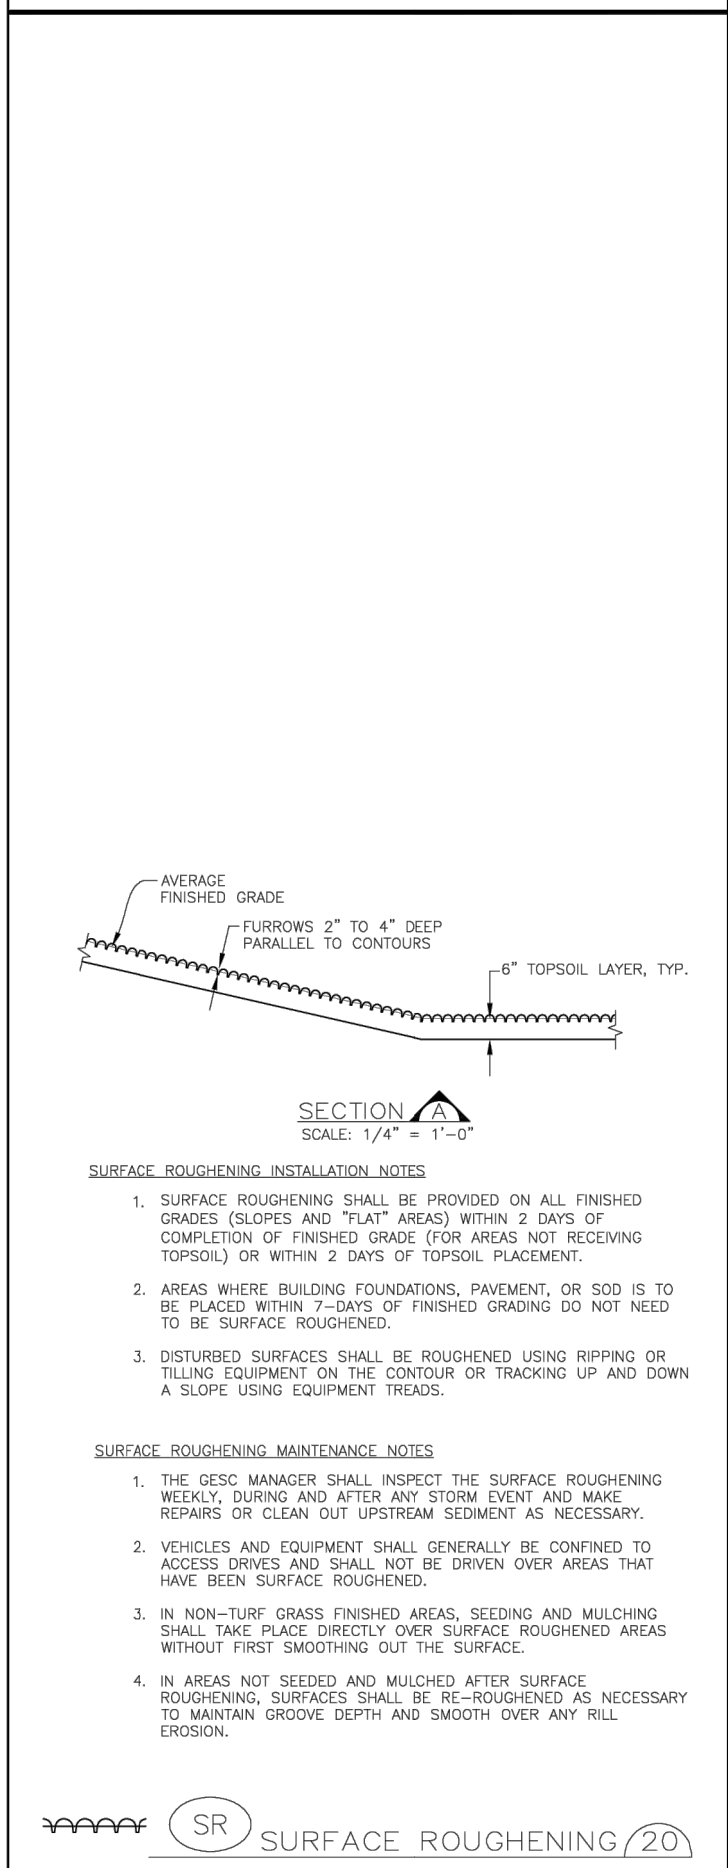 AVERAGE
FINISHED GRADE
FURROWS 2" TO 4" DEEP
PARALLEL TO CONTOURS
6" TOPSOIL LAYER, TYP.
SECTION A
SCALE: 1/4" = 1'-0"
SURFACE ROUGHENING INSTALLATION NOTES
1. SURFACE ROUGHENING SHALL BE PROVIDED ON ALL FINISHED
GRADES (SLOPES AND "FLAT" AREAS) WITHIN 2 DAYS OF
COMPLETION OF FINISHED GRADE (FOR AREAS NOT RECEIVING
TOPSOIL) OR WITHIN 2 DAYS OF TOPSOIL PLACEMENT.
2. AREAS WHERE BUILDING FOUNDATIONS, PAVEMENT, OR SOD IS TO
BE PLACED WITHIN 7-DAYS OF FINISHED GRADING DO NOT NEED
TO BE SURFACE ROUGHENED.
3. DISTURBED SURFACES SHALL BE ROUGHENED USING RIPPING OR
TILLING EQUIPMENT ON THE CONTOUR OR TRACKING UP AND DOWN
A SLOPE USING EQUIPMENT TREADS.
SURFACE ROUGHENING MAINTENANCE NOTES
1. THE GESC MANAGER SHALL INSPECT THE SURFACE ROUGHENING
WEEKLY, DURING AND AFTER ANY STORM EVENT AND MAKE
REPAIRS OR CLEAN OUT UPSTREAM SEDIMENT AS NECESSARY.
2. VEHICLES AND EQUIPMENT SHALL GENERALLY BE CONFINED TO
ACCESS DRIVES AND SHALL NOT BE DRIVEN OVER AREAS THAT
HAVE BEEN SURFACE ROUGHENED.
3. IN NON-TURF GRASS FINISHED AREAS, SEEDING AND MULCHING
SHALL TAKE PLACE DIRECTLY OVER SURFACE ROUGHENED AREAS
WITHOUT FIRST SMOOTHING OUT THE SURFACE.
4. IN AREAS NOT SEEDED AND MULCHED AFTER SURFACE
ROUGHENING, SURFACES SHALL BE RE-ROUGHENED AS NECESSARY
TO MAINTAIN GROOVE DEPTH AND SMOOTH OVER ANY RILL
EROSION.
SR SURFACE ROUGHENING 20